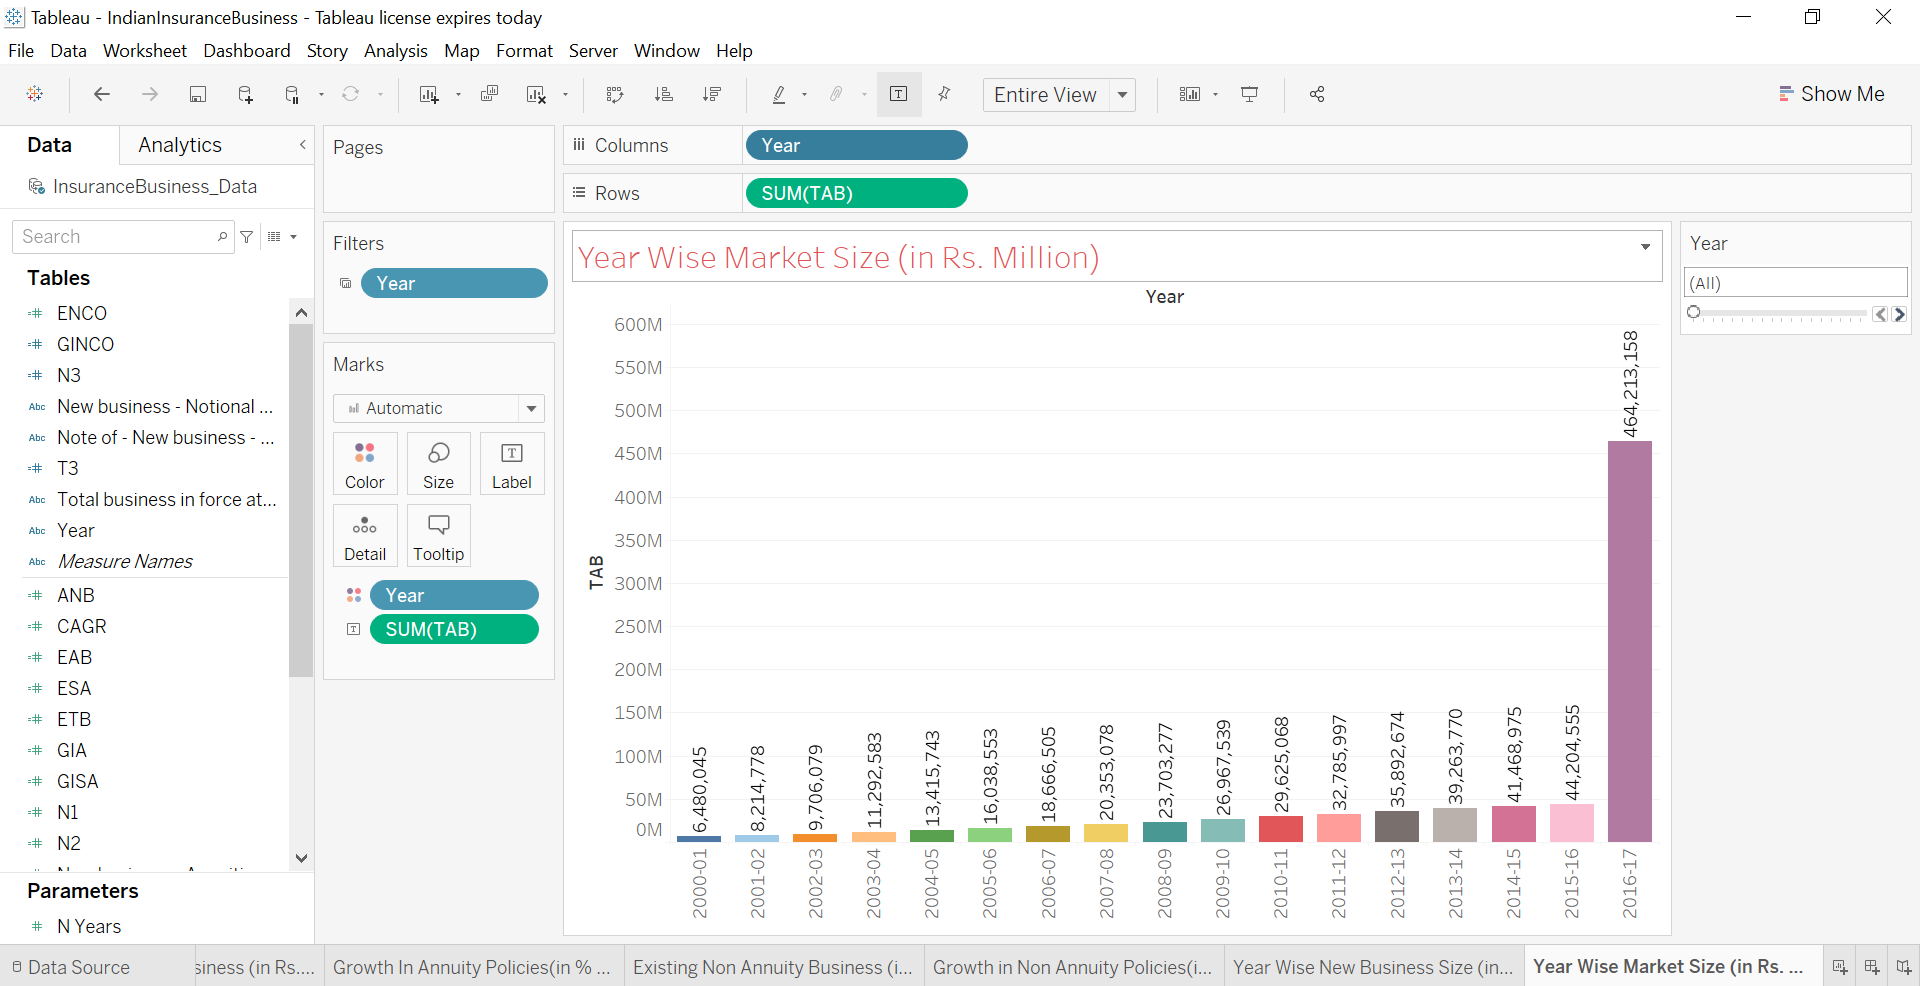 Tableau - IndianInsuranceBusiness - Tableau license expires today
File Data Worksheet Dashboard Story Analysis Map Format Server Window Help
Entire View
Show Me
Data Analytics
InsuranceBusiness_Data
Search
Tables
ENCO
GINCO
N3
Abc New business - Notional ...
Abc Note of - New business - ...
T3
Abc Total business in force at...
Abc Year
Abc Measure Names
ANB
CAGR
EAB
ESA
ETB
GIA
GISA
N1
N2
Parameters
N Years
Pages
Filters
Year
Marks
Automatic
Color Size Label
Detail Tooltip
Year
SUM(TAB)
Columns Year
Rows SUM(TAB)
Year Wise Market Size (in Rs. Million)
Year
TAB
600M
550M
500M
450M
400M
350M
300M
250M
200M
150M
100M
50M
0M
6,480,045
8,214,778
9,706,079
11,292,583
13,415,743
16,038,553
18,666,505
20,353,078
23,703,277
26,967,539
29,625,068
32,785,997
35,892,674
39,263,770
41,468,975
44,204,555
464,213,158
2000-01
2001-02
2002-03
2003-04
2004-05
2005-06
2006-07
2007-08
2008-09
2009-10
2010-11
2011-12
2012-13
2013-14
2014-15
2015-16
2016-17
Year
(All)
Data Source
siness (in Rs....
Growth In Annuity Policies(in % ...
Existing Non Annuity Business (i...
Growth in Non Annuity Policies(i...
Year Wise New Business Size (in...
Year Wise Market Size (in Rs. ...